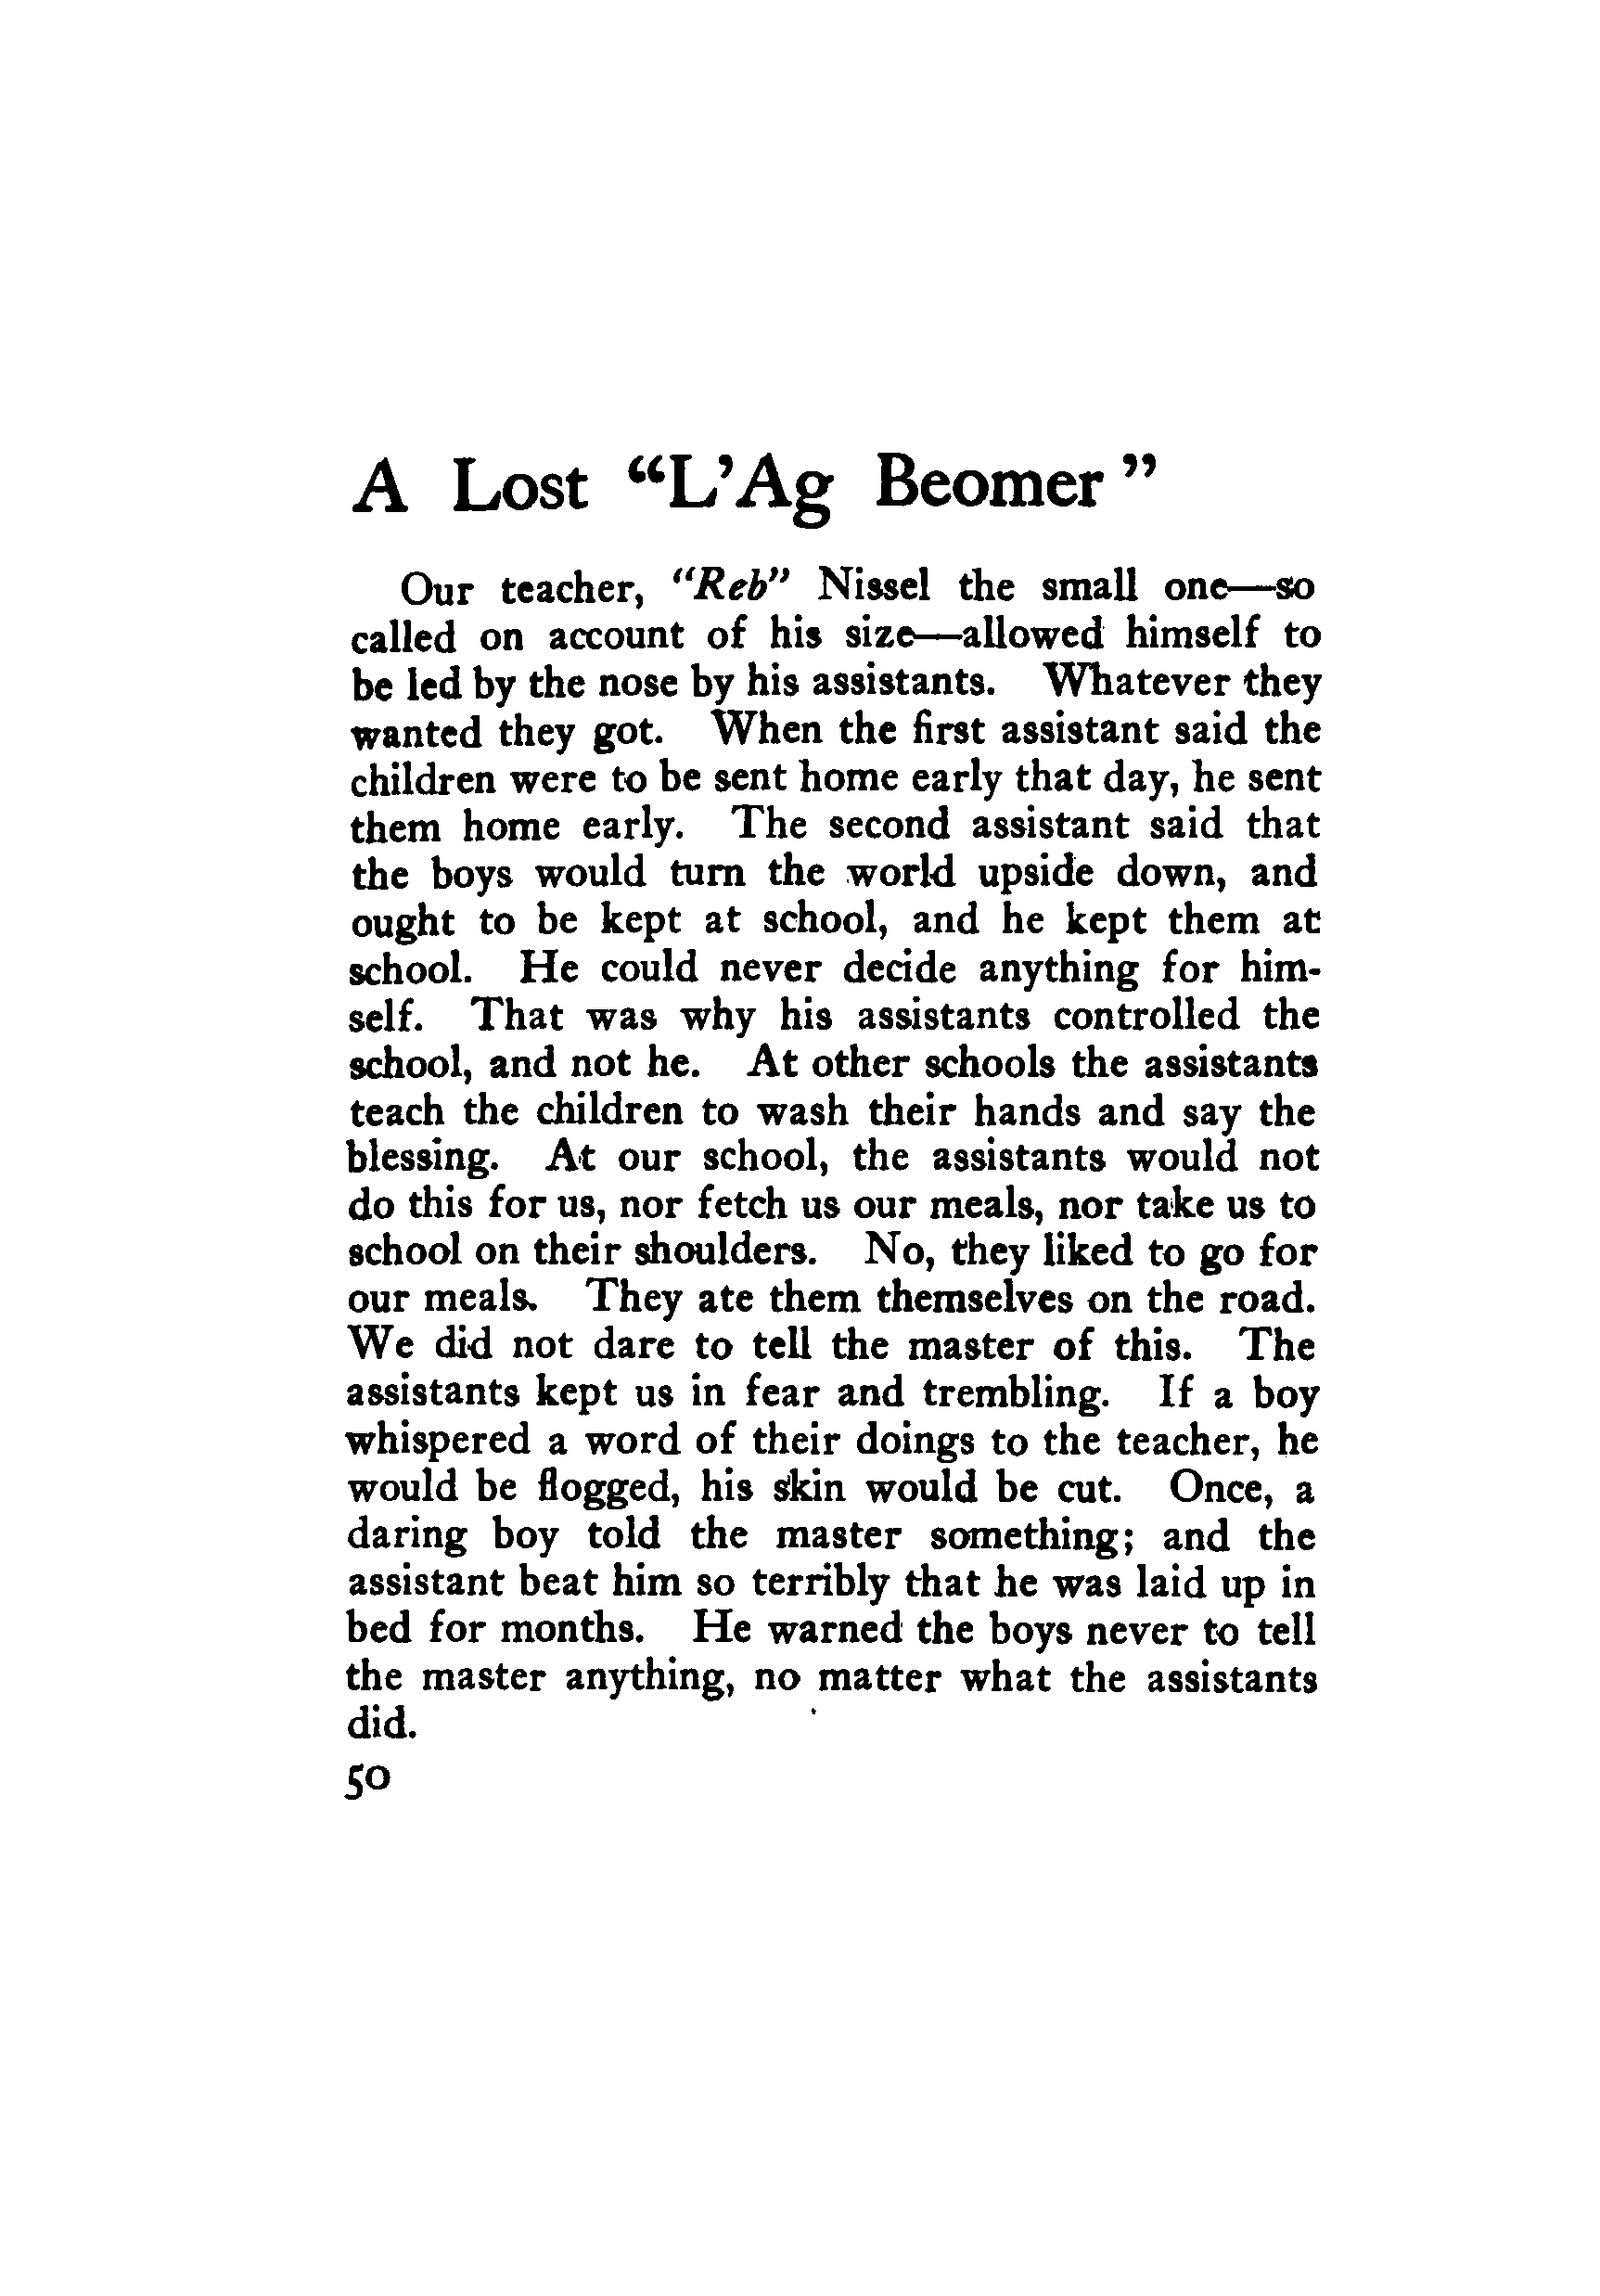 A Lost “L’Ag Beomer”
Our teacher, “Reb” Nissel the small one—so
called on account of his size—allowed himself to
be led by the nose by his assistants. Whatever they
wanted they got. When the first assistant said the
children were to be sent home early that day, he sent
them home early. The second assistant said that
the boys would turn the world upside down, and
ought to be kept at school, and he kept them at
school. He could never decide anything for him-
self. That was why his assistants controlled the
school, and not he. At other schools the assistants
teach the children to wash their hands and say the
blessing. At our school, the assistants would not
do this for us, nor fetch us our meals, nor take us to
school on their shoulders. No, they liked to go for
our meals. They ate them themselves on the road.
We did not dare to tell the master of this. The
assistants kept us in fear and trembling. If a boy
whispered a word of their doings to the teacher, he
would be flogged, his skin would be cut. Once, a
daring boy told the master something; and the
assistant beat him so terribly that he was laid up in
bed for months. He warned the boys never to tell
the master anything, no matter what the assistants
did.
50